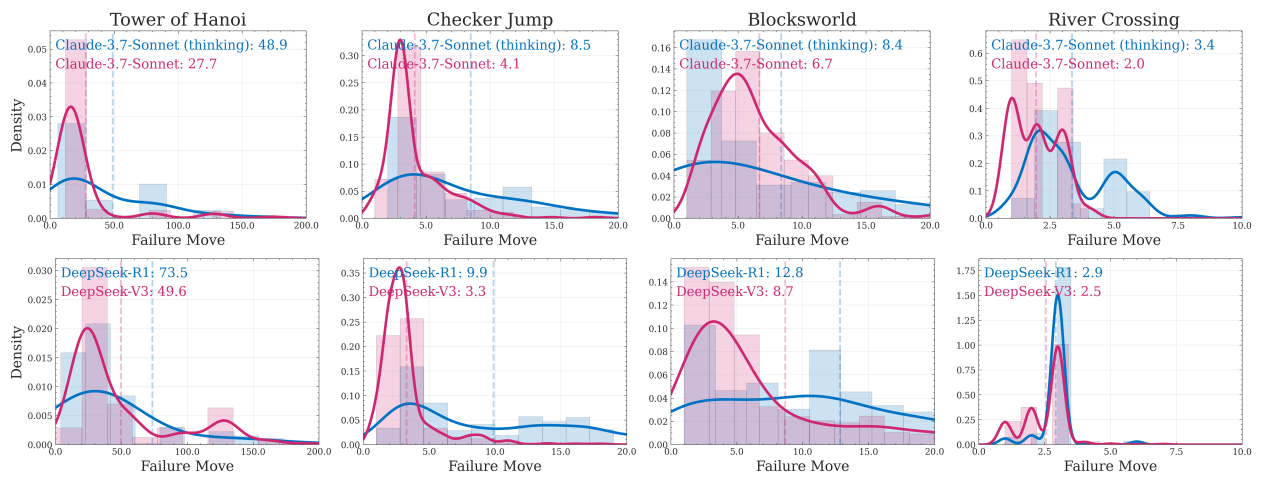 Tower of Hanoi
Claude-3.7-Sonnet (thinking): 48.9
Claude-3.7-Sonnet: 27.7
Density
0.05
0.04
0.03
0.02
0.01
0.00
0.0 50.0 100.0 150.0 200.0
Failure Move
Checker Jump
Claude-3.7-Sonnet (thinking): 8.5
Claude-3.7-Sonnet: 4.1
0.30
0.25
0.20
0.15
0.10
0.05
0.00
0.0 5.0 10.0 15.0 20.0
Failure Move
Blocksworld
Claude-3.7-Sonnet (thinking): 8.4
Claude-3.7-Sonnet: 6.7
0.16
0.14
0.12
0.10
0.08
0.06
0.04
0.02
0.00
0.0 5.0 10.0 15.0 20.0
Failure Move
River Crossing
Claude-3.7-Sonnet (thinking): 3.4
Claude-3.7-Sonnet: 2.0
0.6
0.5
0.4
0.3
0.2
0.1
0.0
0.0 2.0 4.0 6.0 8.0 10.0
Failure Move
DeepSeek-R1: 73.5
DeepSeek-V3: 49.6
Density
0.030
0.025
0.020
0.015
0.010
0.005
0.000
0.0 50.0 100.0 150.0 200.0
Failure Move
DeepSeek-R1: 9.9
DeepSeek-V3: 3.3
0.35
0.30
0.25
0.20
0.15
0.10
0.05
0.00
0.0 5.0 10.0 15.0 20.0
Failure Move
DeepSeek-R1: 12.8
DeepSeek-V3: 8.7
0.14
0.12
0.10
0.08
0.06
0.04
0.02
0.00
0.0 5.0 10.0 15.0 20.0
Failure Move
DeepSeek-R1: 2.9
DeepSeek-V3: 2.5
1.75
1.50
1.25
1.00
0.75
0.50
0.25
0.00
0.0 2.5 5.0 7.5 10.0
Failure Move